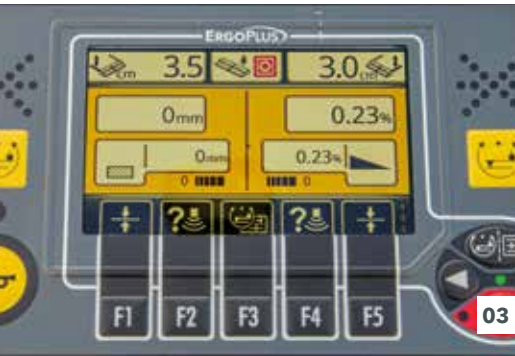 ERGOPLUS
cm 3.5 3.0 cm
0mm 0.23%
0mm 0.23%
0 0
? ?
F1 F2 F3 F4 F5
03